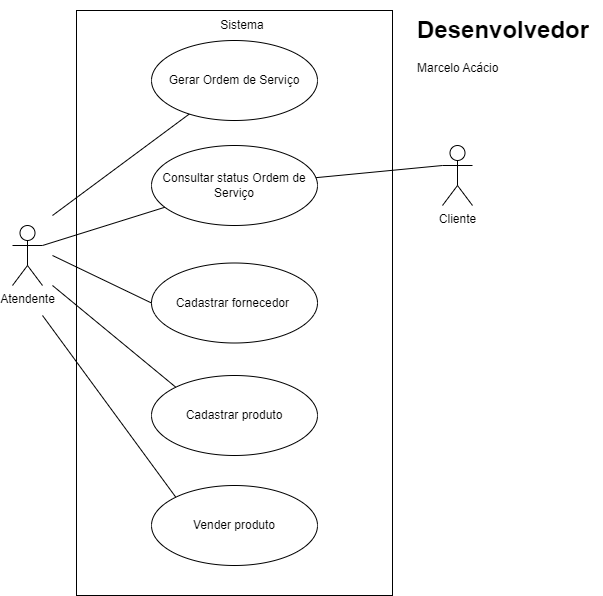 Sistema
Desenvolvedor
Gerar Ordem de Serviço
Marcelo Acácio
Consultar status Ordem de
Serviço
Cliente
Atendente
Cadastrar fornecedor
Cadastrar produto
Vender produto